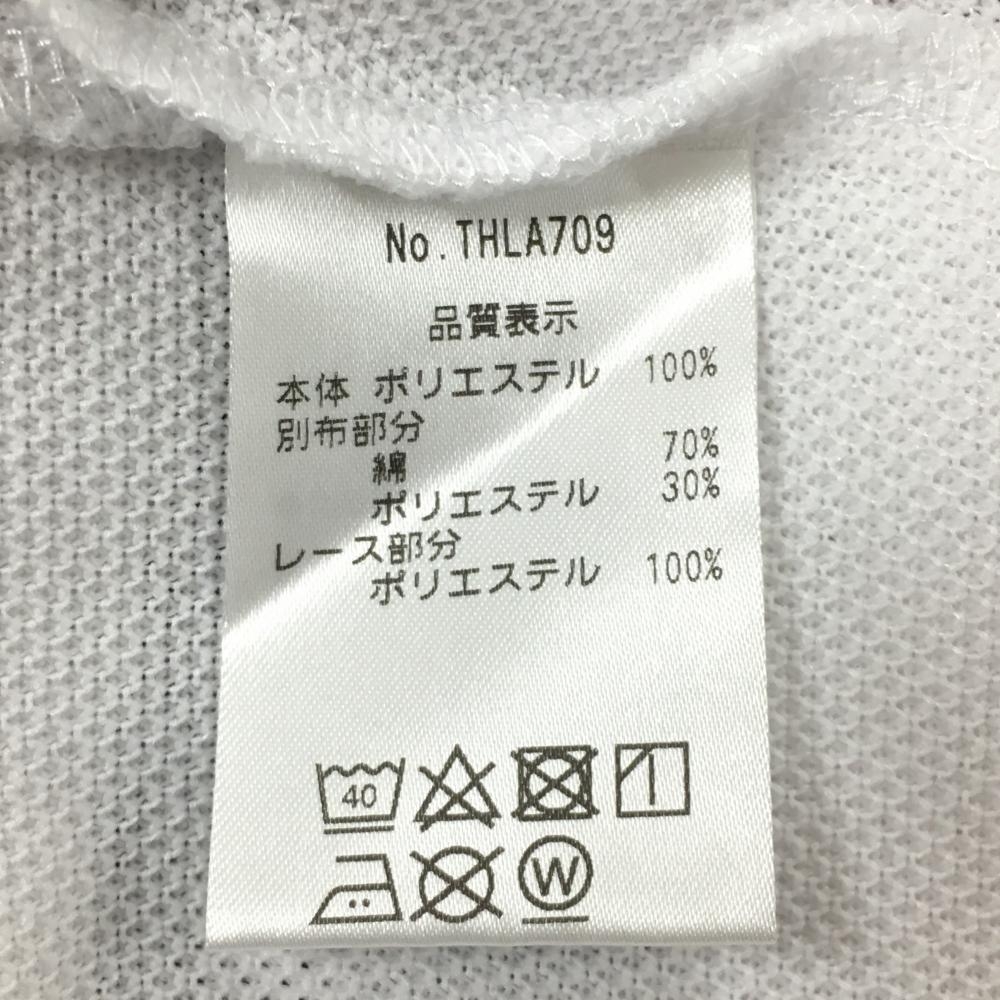 No.THLA709
品質表示
本体 ポリエステル 100%
別布部分
綿 70%
ポリエステル 30%
レース部分
ポリエステル 100%
40
W